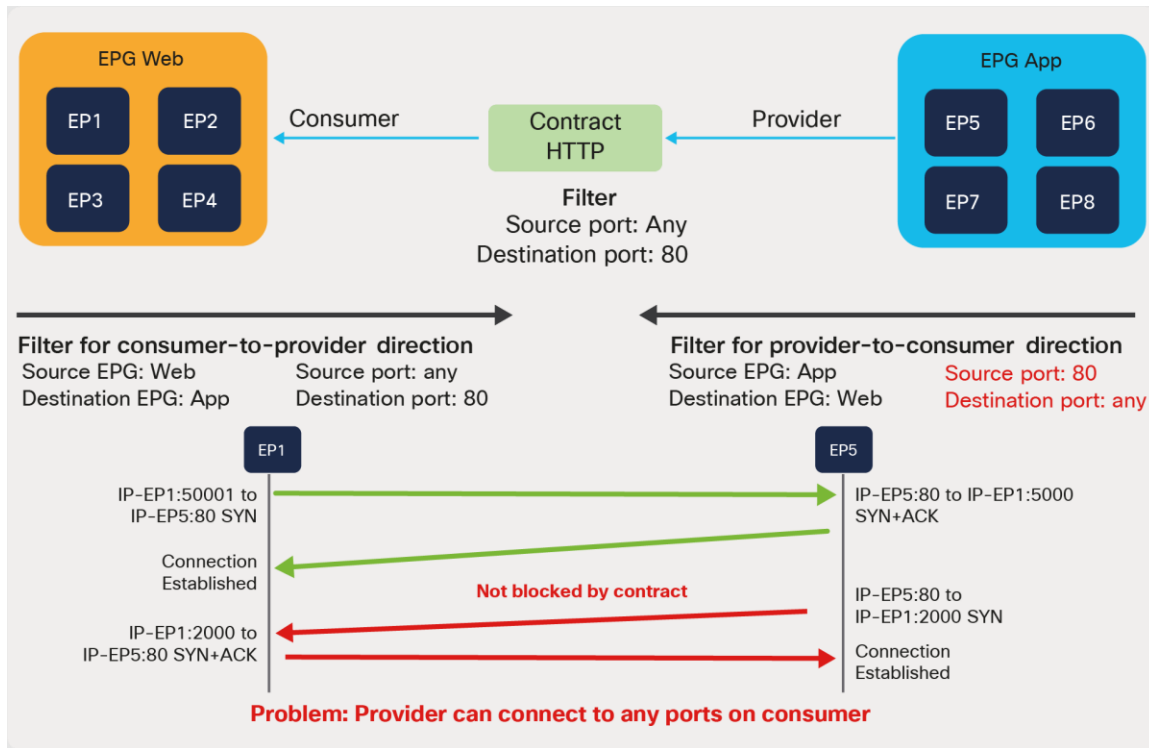 EPG Web
EP1
EP2
EP3
EP4
Consumer
Contract
HTTP
Provider
EPG App
EP5
EP6
EP7
EP8
Filter
Source port: Any
Destination port: 80
Filter for consumer-to-provider direction
Source EPG: Web
Source port: any
Destination EPG: App
Destination port: 80
Filter for provider-to-consumer direction
Source EPG: App
Source port: 80
Destination EPG: Web
Destination port: any
EP1
EP5
IP-EP1:50001 to
IP-EP5:80 SYN
IP-EP5:80 to IP-EP1:5000
SYN+ACK
Connection
Established
Not blocked by contract
IP-EP5:80 to
IP-EP1:2000 SYN
IP-EP1:2000 to
IP-EP5:80 SYN+ACK
Connection
Established
Problem: Provider can connect to any ports on consumer